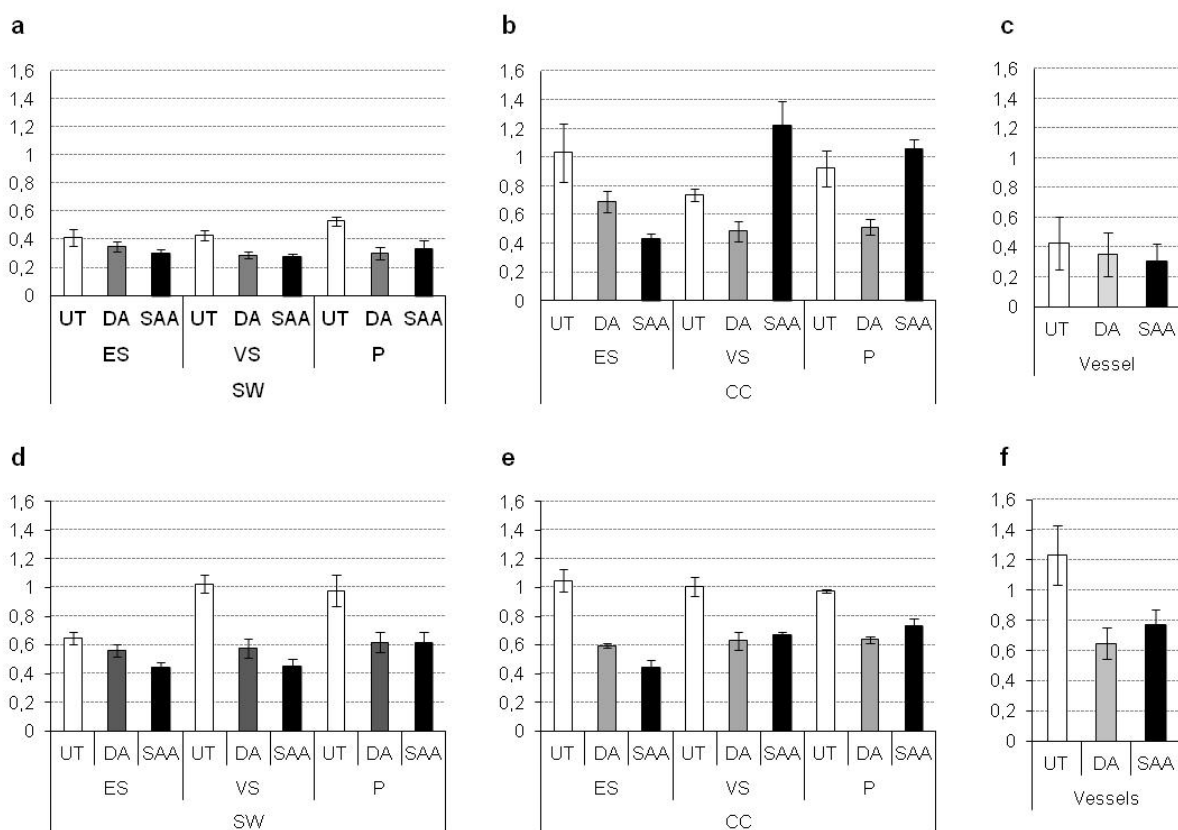 a
1,6
1,4
1,2
1
0,8
0,6
0,4
0,2
0
UT DA SAA UT DA SAA UT DA SAA
ES VS P
SW
b
1,6
1,4
1,2
1
0,8
0,6
0,4
0,2
0
UT DA SAA UT DA SAA UT DA SAA
ES VS P
CC
c
1,6
1,4
1,2
1
0,8
0,6
0,4
0,2
0
UT DA SAA
Vessel
d
1,6
1,4
1,2
1
0,8
0,6
0,4
0,2
0
UT DA SAA UT DA SAA UT DA SAA
ES VS P
SW
e
1,6
1,4
1,2
1
0,8
0,6
0,4
0,2
0
UT DA SAA UT DA SAA UT DA SAA
ES VS P
CC
f
1,6
1,4
1,2
1
0,8
0,6
0,4
0,2
0
UT DA SAA
Vessels